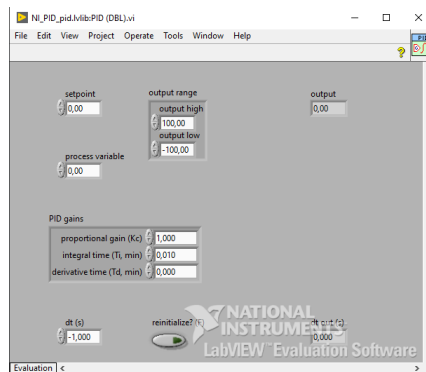 NI_PID_pid.lvlib:PID (DBL).vi
File Edit View Project Operate Tools Window Help
setpoint
0,00
output range
output high
100,00
output low
-100,00
output
0,00
process variable
0,00
PID gains
proportional gain (Kc) 1,000
integral time (Ti, min) 0,010
derivative time (Td, min) 0,000
dt (s)
-1,000
reinitialize? (F)
dt out (s)
0,000
NATIONAL
INSTRUMENTS
LabVIEW™ Evaluation Software
Evaluation